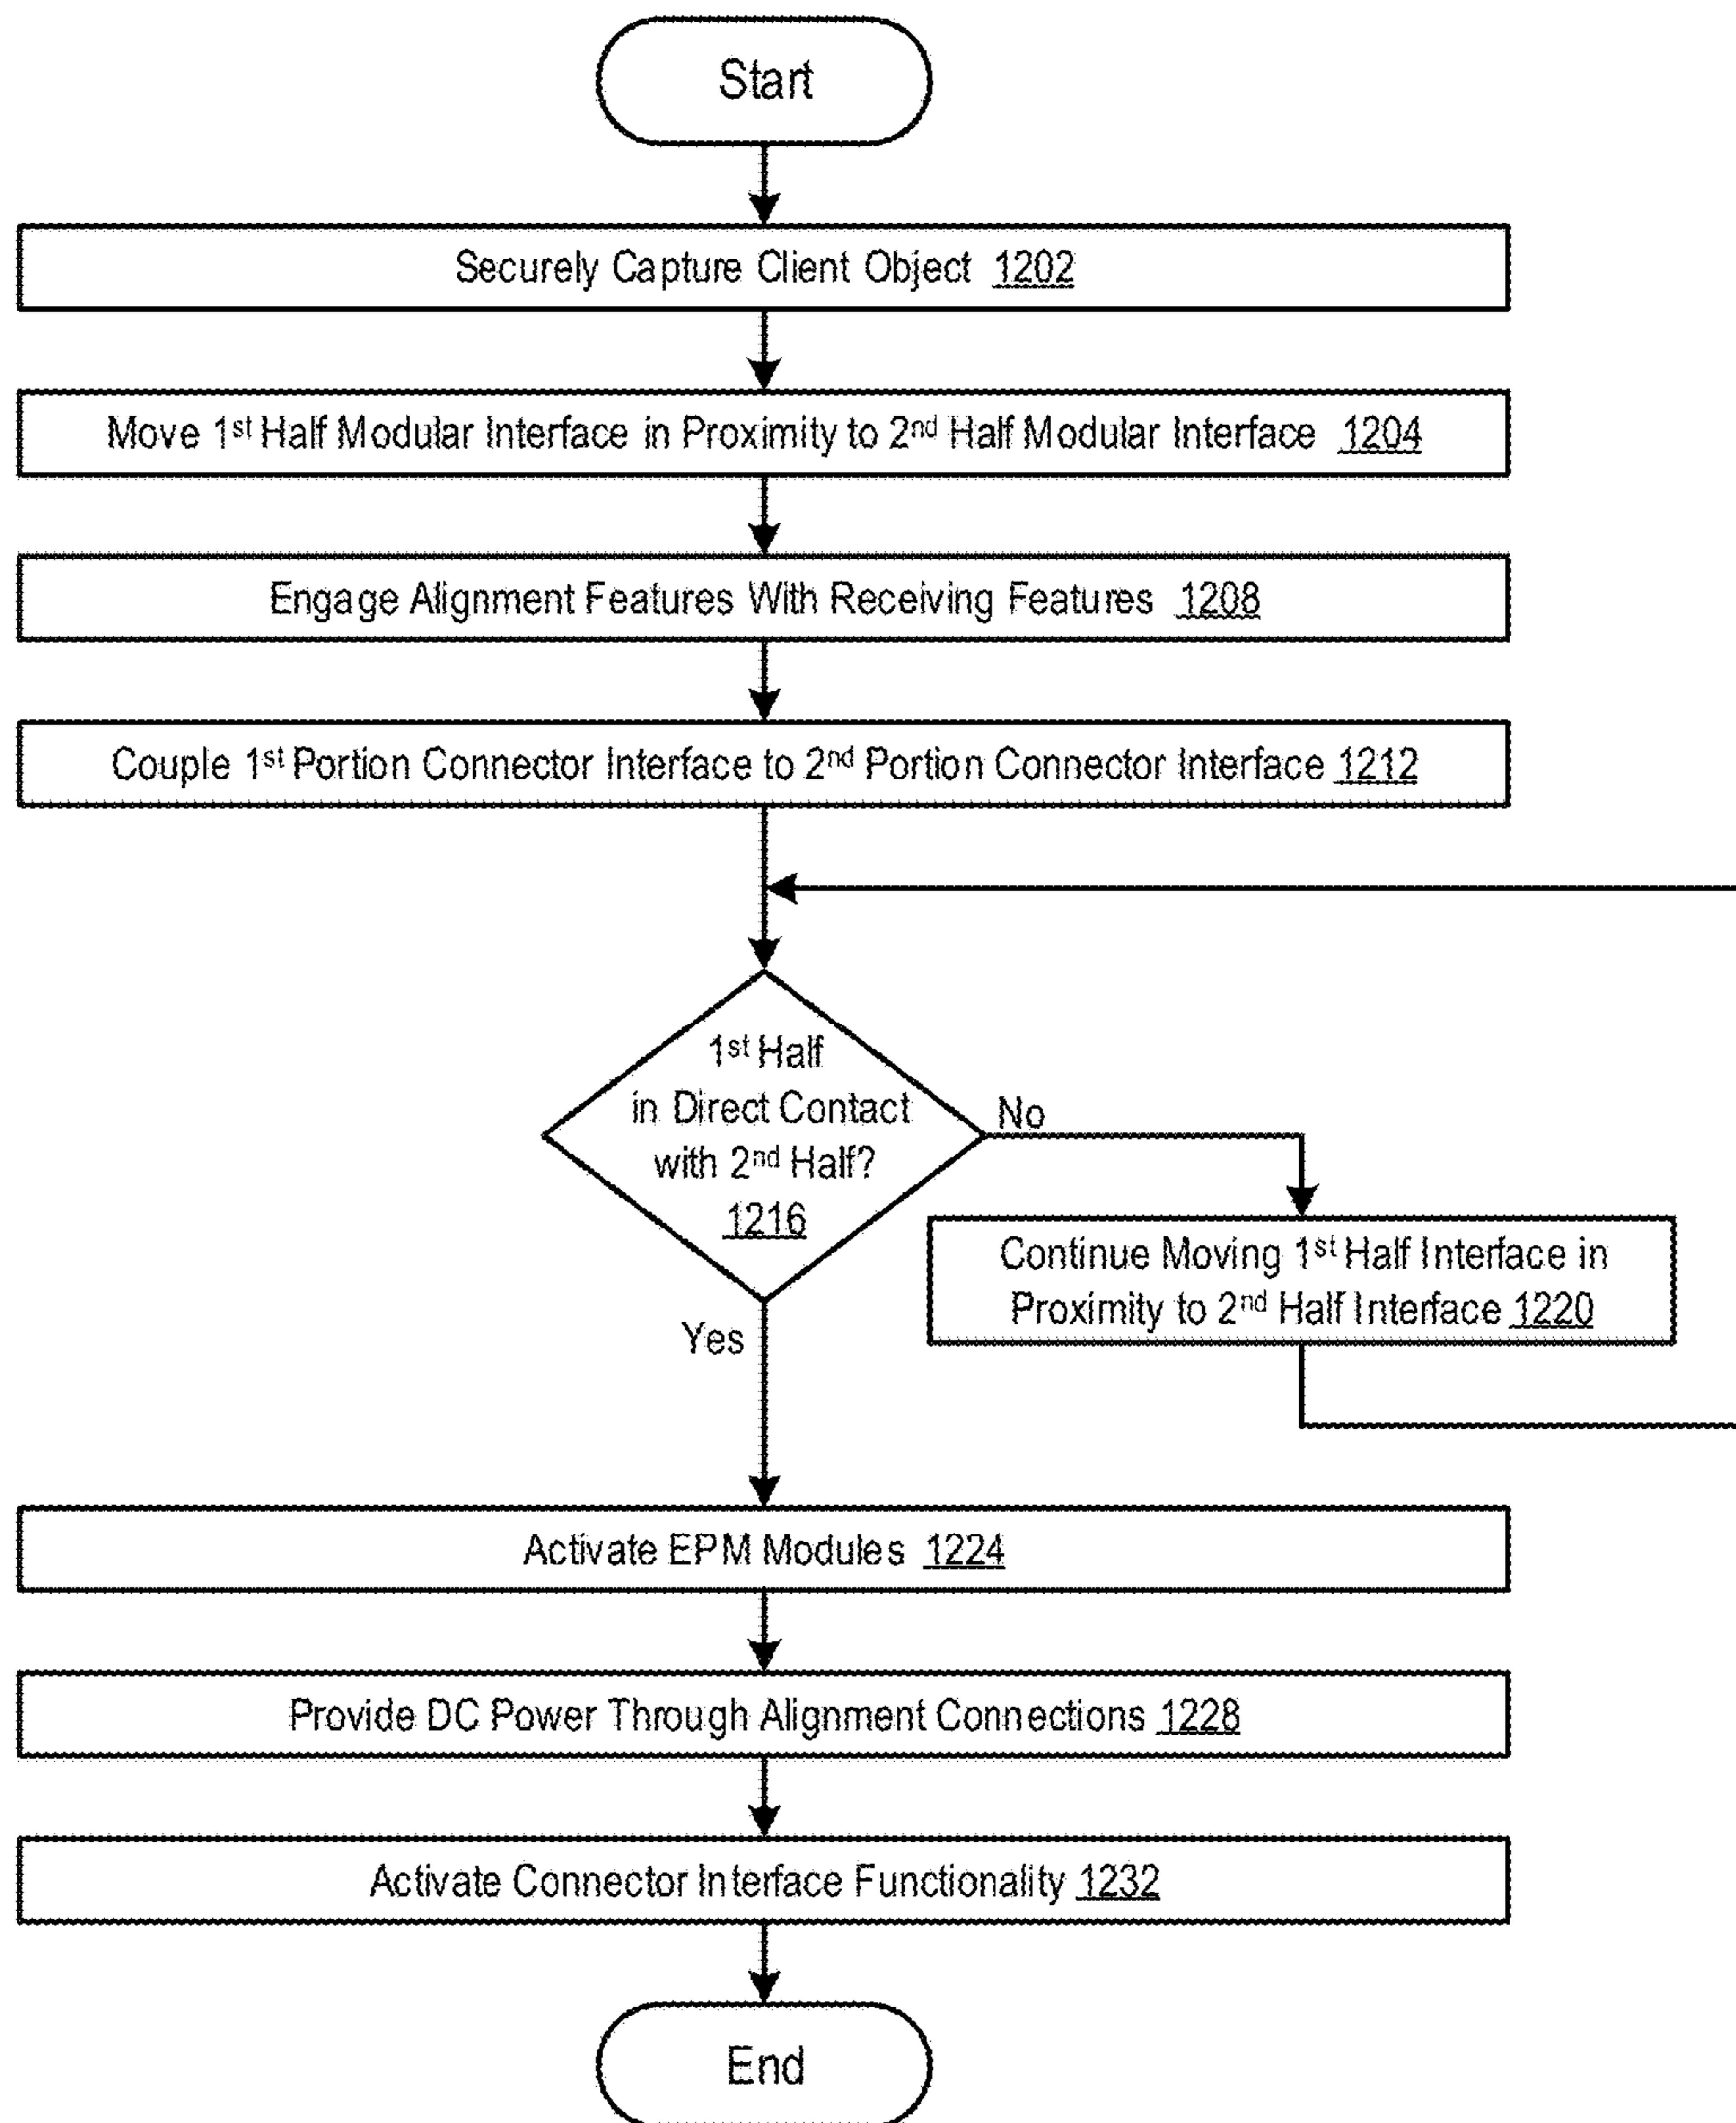 Start
Securely Capture Client Object 1202
Move 1st Half Modular Interface in Proximity to 2nd Half Modular Interface 1204
Engage Alignment Features With Receiving Features 1208
Couple 1st Portion Connector Interface to 2nd Portion Connector Interface 1212
1st Half
in Direct Contact
with 2nd Half?
1216
No
Continue Moving 1st Half Interface in
Proximity to 2nd Half Interface 1220
Yes
Activate EPM Modules 1224
Provide DC Power Through Alignment Connections 1228
Activate Connector Interface Functionality 1232
End